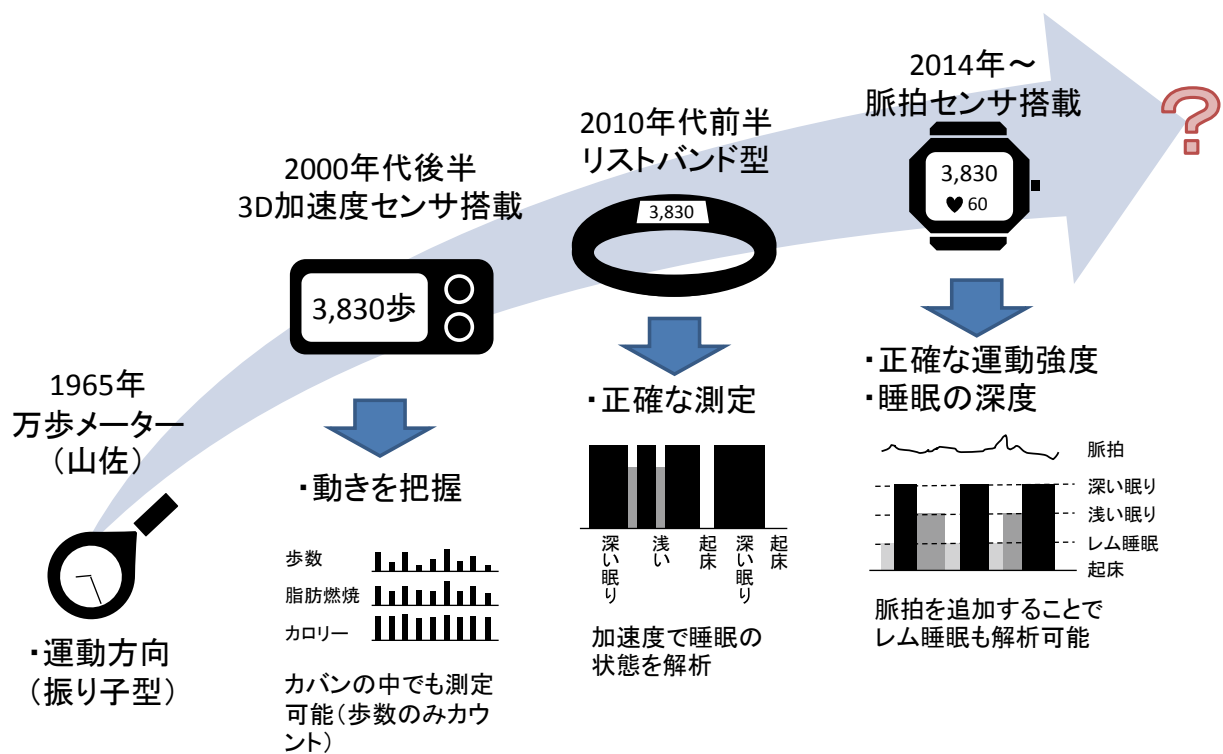 1965年
万歩メーター
（山佐）
・運動方向
（振り子型）
2000年代後半
3D加速度センサ搭載
3,830歩
・動きを把握
歩数
脂肪燃焼
カロリー
カバンの中でも測定
可能（歩数のみカウ
ント）
2010年代前半
リストバンド型
3,830
・正確な測定
深い眠り
浅い
起床
深い眠り
起床
加速度で睡眠の
状態を解析
2014年～
脈拍センサ搭載
3,830
♥ 60
・正確な運動強度
・睡眠の深度
脈拍
深い眠り
浅い眠り
レム睡眠
起床
脈拍を追加することで
レム睡眠も解析可能
?